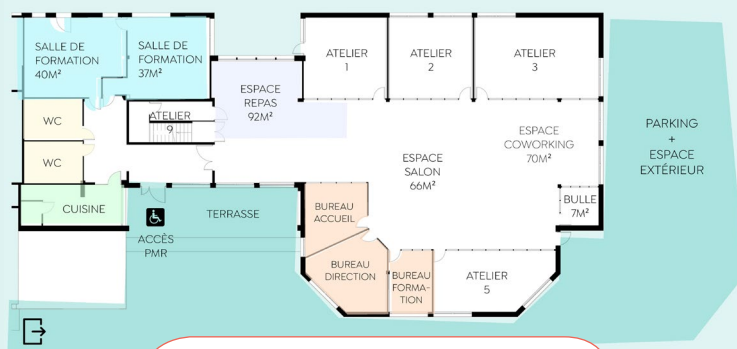 SALLE DE
FORMATION
40M²
SALLE DE
FORMATION
37M²
ESPACE
REPAS
92M²
ATELIER
1
ATELIER
2
ATELIER
3
WC
WC
ATELIER
9
CUISINE
ACCÈS
PMR
TERRASSE
ESPACE
SALON
66M²
ESPACE
COWORKING
70M²
BULLE
7M²
PARKING
+
ESPACE
EXTÉRIEUR
BUREAU
ACCUEIL
BUREAU
DIRECTION
BUREAU
FORMA-
TION
ATELIER
5